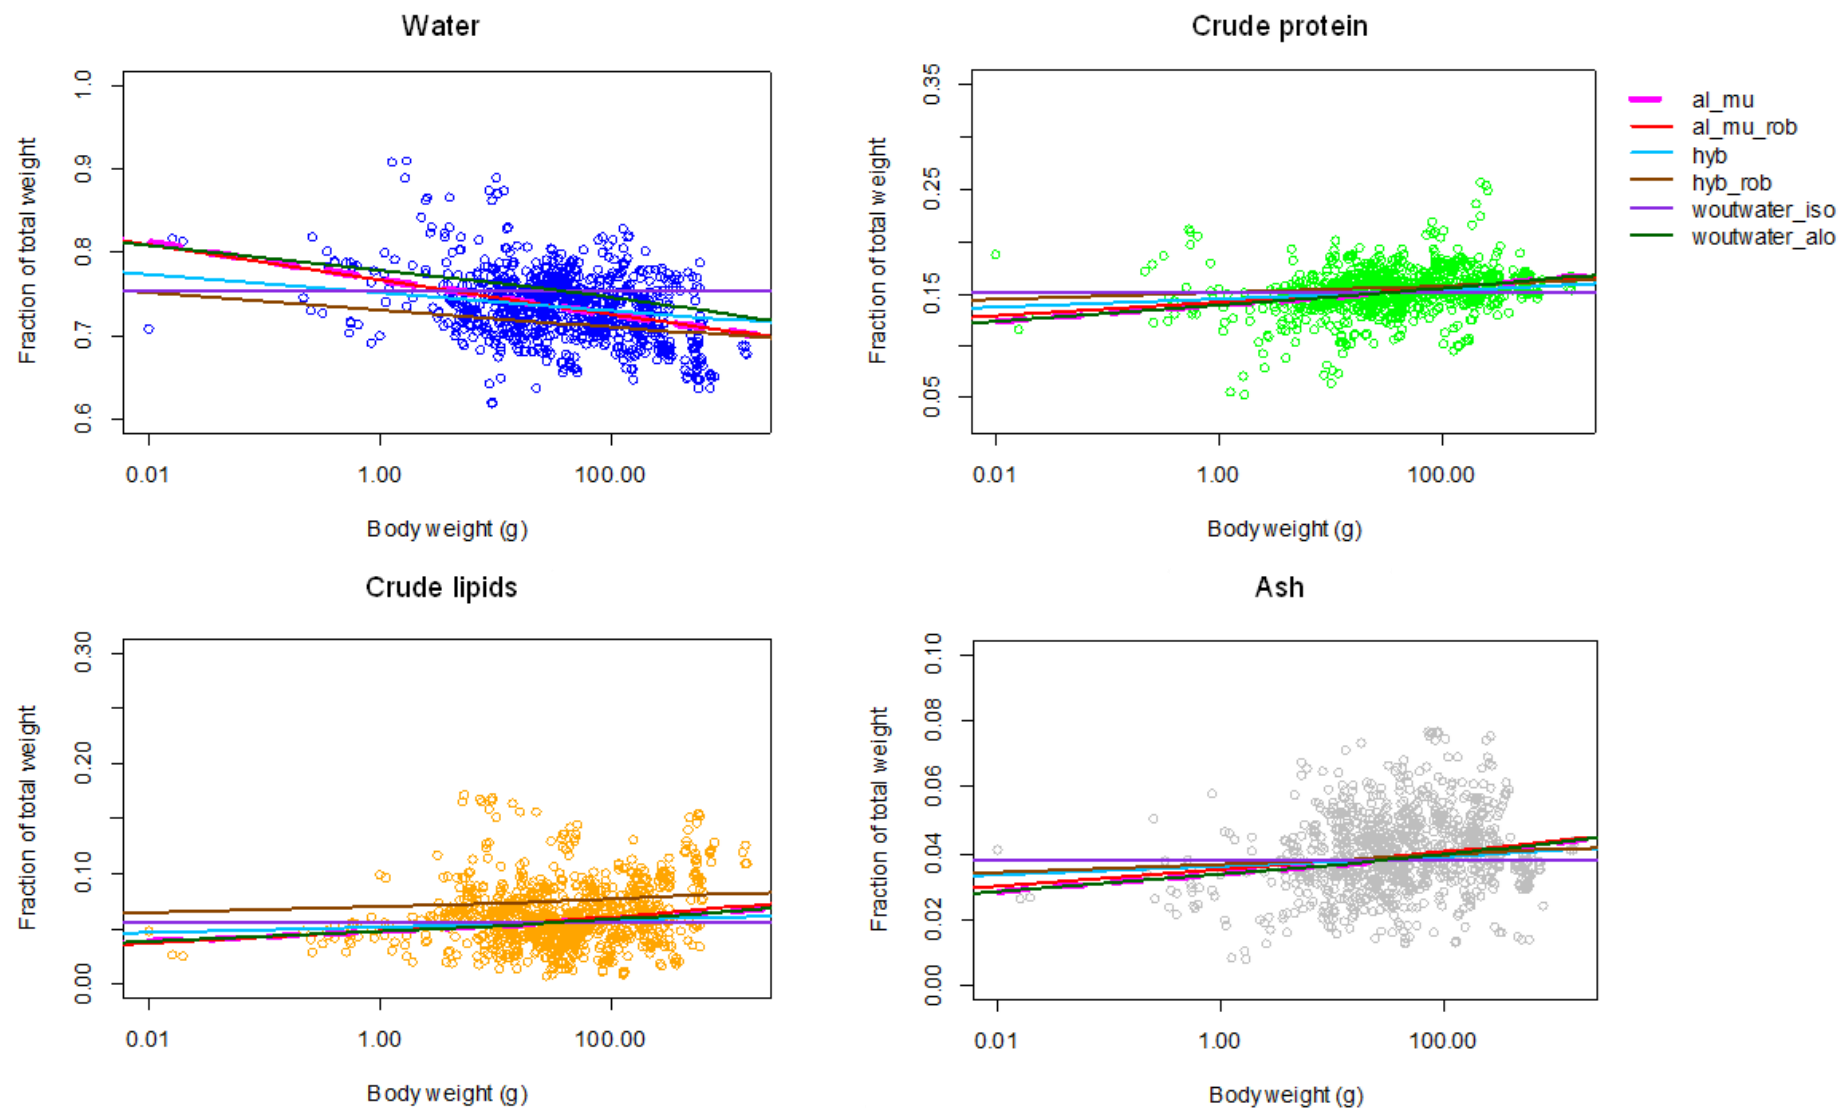 Water
Crude protein
1.0
0.9
0.8
0.7
0.6
Fraction of total weight
0.01 1.00 100.00
Body weight (g)
0.35
0.25
0.15
0.05
Fraction of total weight
0.01 1.00 100.00
Body weight (g)
al_mu
al_mu_rob
hyb
hyb_rob
woutwater_iso
woutwater_alo
Crude lipids
Ash
0.30
0.20
0.10
0.00
Fraction of total weight
0.01 1.00 100.00
Body weight (g)
0.10
0.08
0.06
0.04
0.02
0.00
Fraction of total weight
0.01 1.00 100.00
Body weight (g)